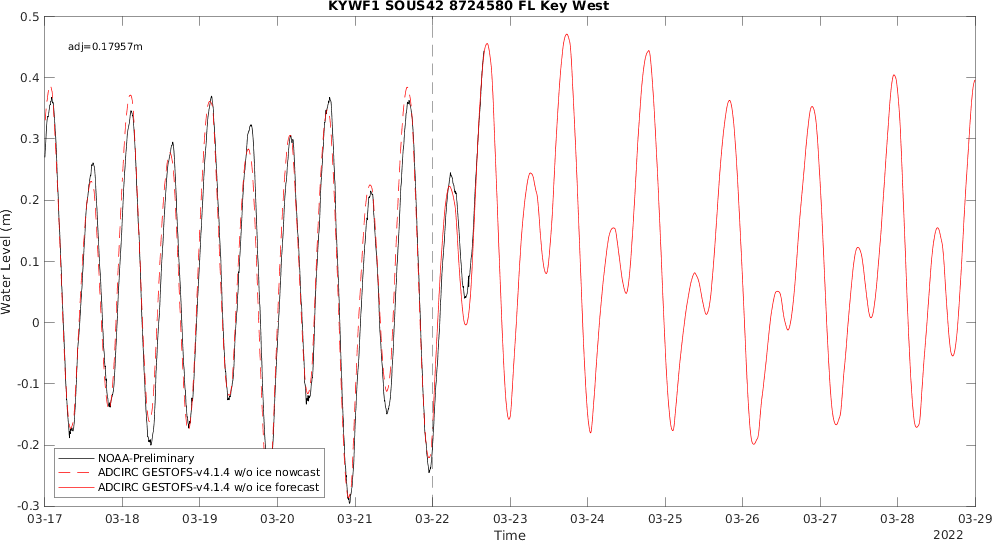 KYWF1 SOUS42 8724580 FL Key West
adj=0.17957m
0.5
0.4
0.3
0.2
0.1
0
-0.1
-0.2
-0.3
Water Level (m)
NOAA-Preliminary
ADCIRC GESTOFS-v4.1.4 w/o ice nowcast
ADCIRC GESTOFS-v4.1.4 w/o ice forecast
03-17 03-18 03-19 03-20 03-21 03-22 03-23 03-24 03-25 03-26 03-27 03-28 03-29
Time
2022